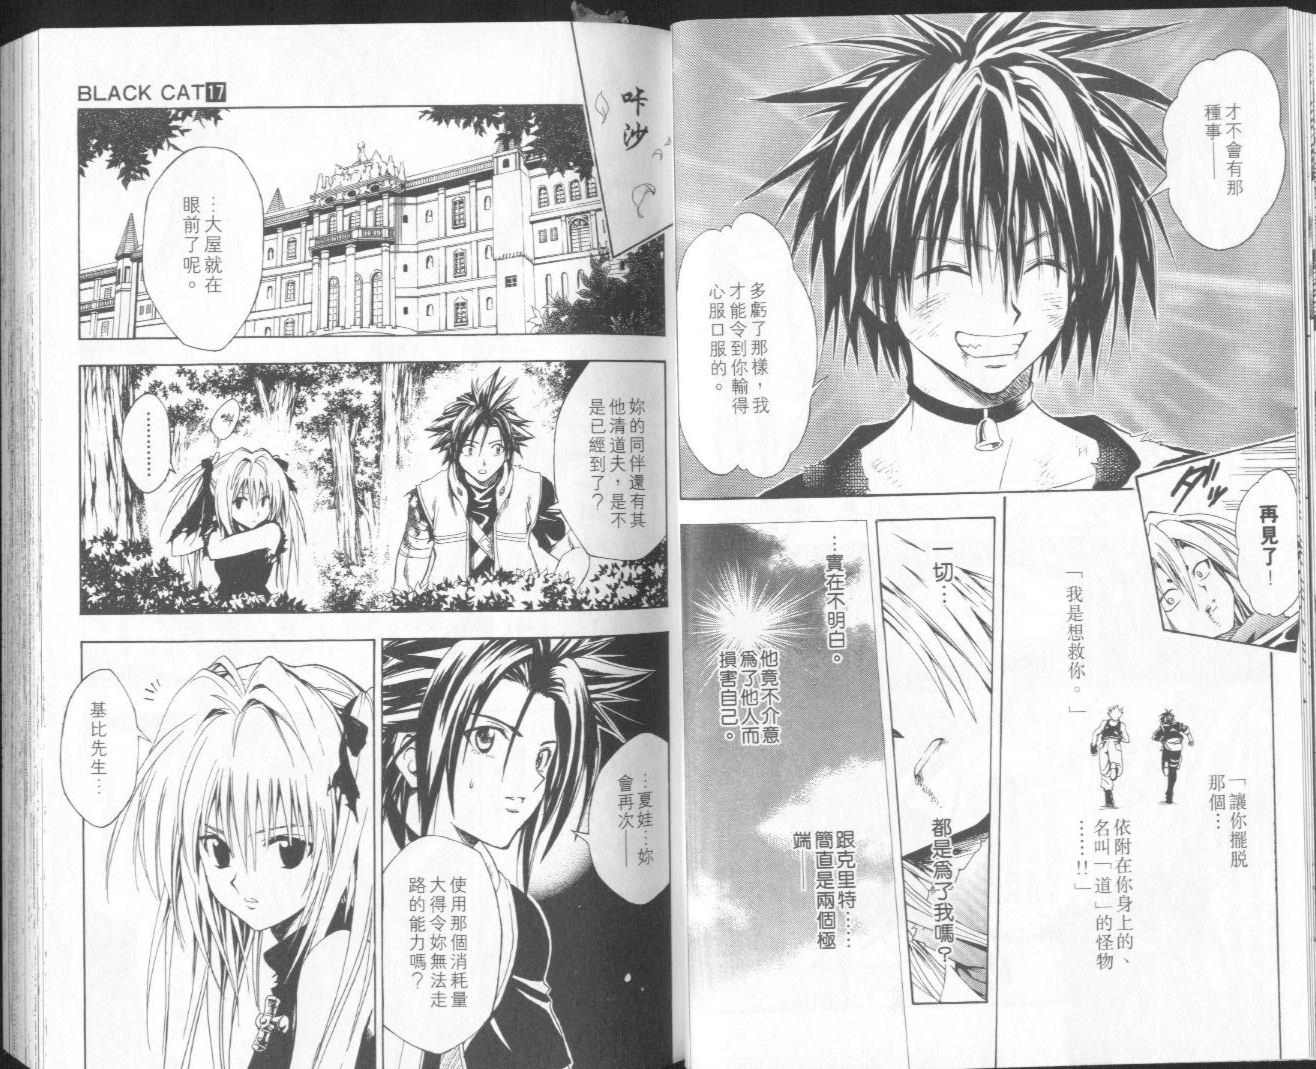 才不會有那
種事——
多虧了那樣，我
才能令到你輸得
心服口服的。
再見了！
ダッ
「讓你擺脱
那個…
依附在你身上的、
名叫「道」的怪物
……!!」
「我是想救你。」
一切…
都是為了我嗎？
…實在不明白。
他竟不介意
為了他人而
損害自己。
跟克里特……
簡直是兩個極
端——
BLACK CAT 17
咔沙
…大屋就在
眼前了呢。
妳的同伴還有其
他清道夫，是不
是已經到了？
…………
…夏娃…妳
會再次——
使用那個消耗量
大得令妳無法走
路的能力嗎？
基比先生…